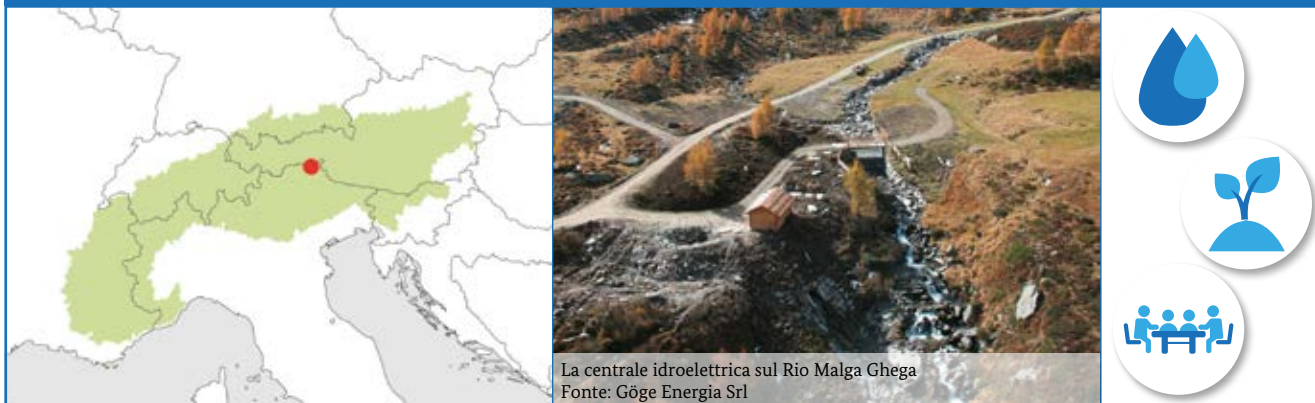 La centrale idroelettrica sul Rio Malga Ghega
Fonte: Göge Energia Srl